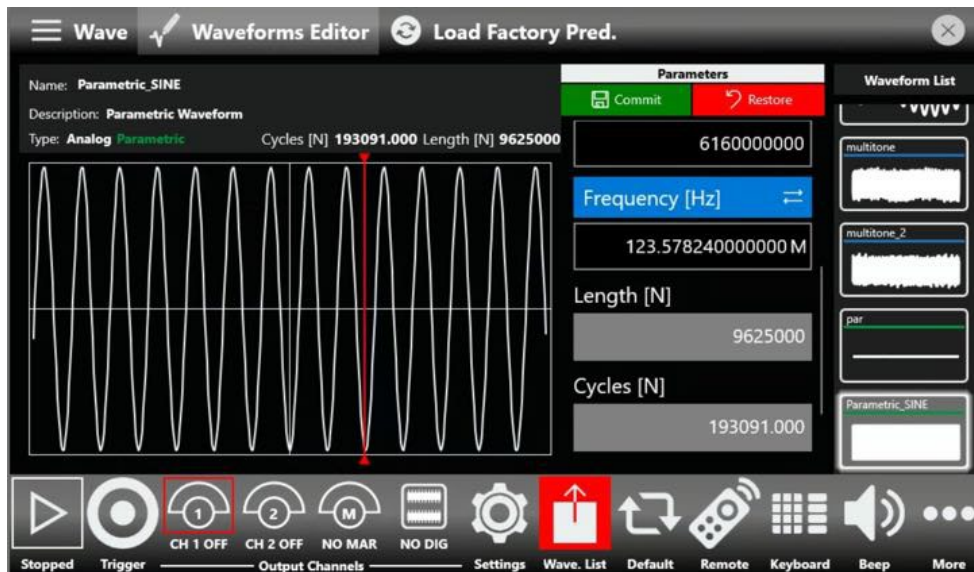 Wave Waveforms Editor Load Factory Pred.
Name: Parametric_SINE
Description: Parametric Waveform
Type: Analog Parametric Cycles [N] 193091.000 Length [N] 9625000
Parameters
Commit Restore
6160000000
Frequency [Hz]
123.578240000000 M
Length [N]
9625000
Cycles [N]
193091.000
Waveform List
multitone
multitone_2
par
Parametric_SINE
1 2 M
CH 1 OFF CH 2 OFF NO MAR NO DIG
Stopped Trigger Output Channels Settings Wave. List Default Remote Keyboard Beep More